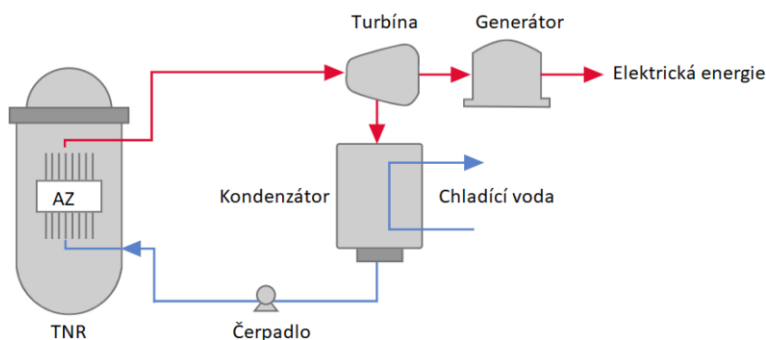 Turbína
Generátor
Elektrická energie
AZ
Kondenzátor
Chladící voda
TNR
Čerpadlo